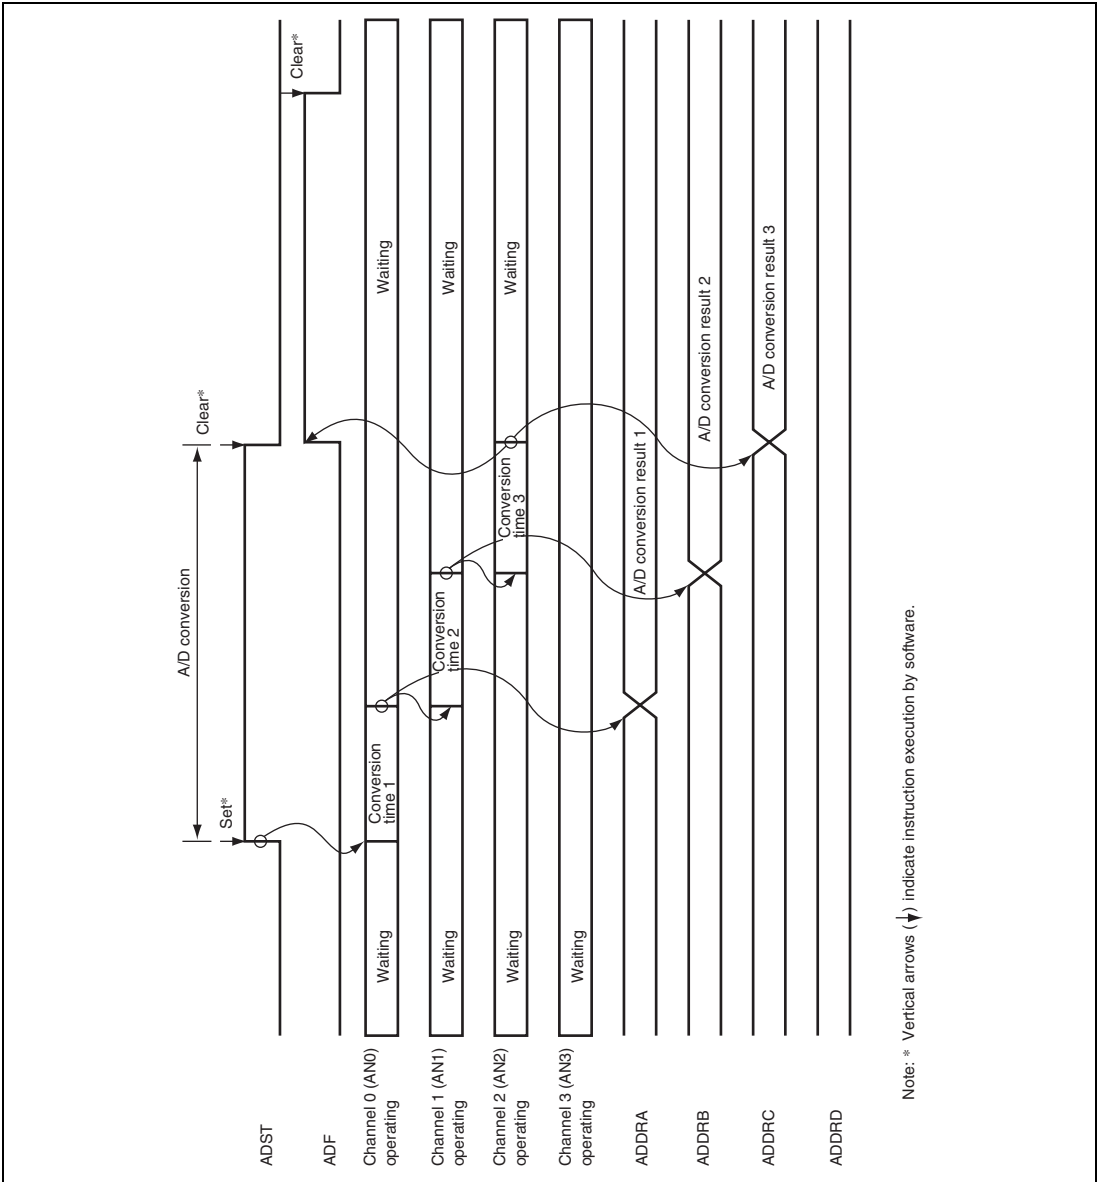 A/D conversion
Set*
Clear*
Clear*
ADST
ADF
Channel 0 (AN0)
operating
Waiting
Conversion
time 1
Waiting
Channel 1 (AN1)
operating
Waiting
Conversion
time 2
Waiting
Channel 2 (AN2)
operating
Waiting
Conversion
time 3
Waiting
Channel 3 (AN3)
operating
Waiting
ADDRA
A/D conversion result 1
ADDRB
A/D conversion result 2
ADDRC
A/D conversion result 3
ADDRD
Note: * Vertical arrows (↓) indicate instruction execution by software.